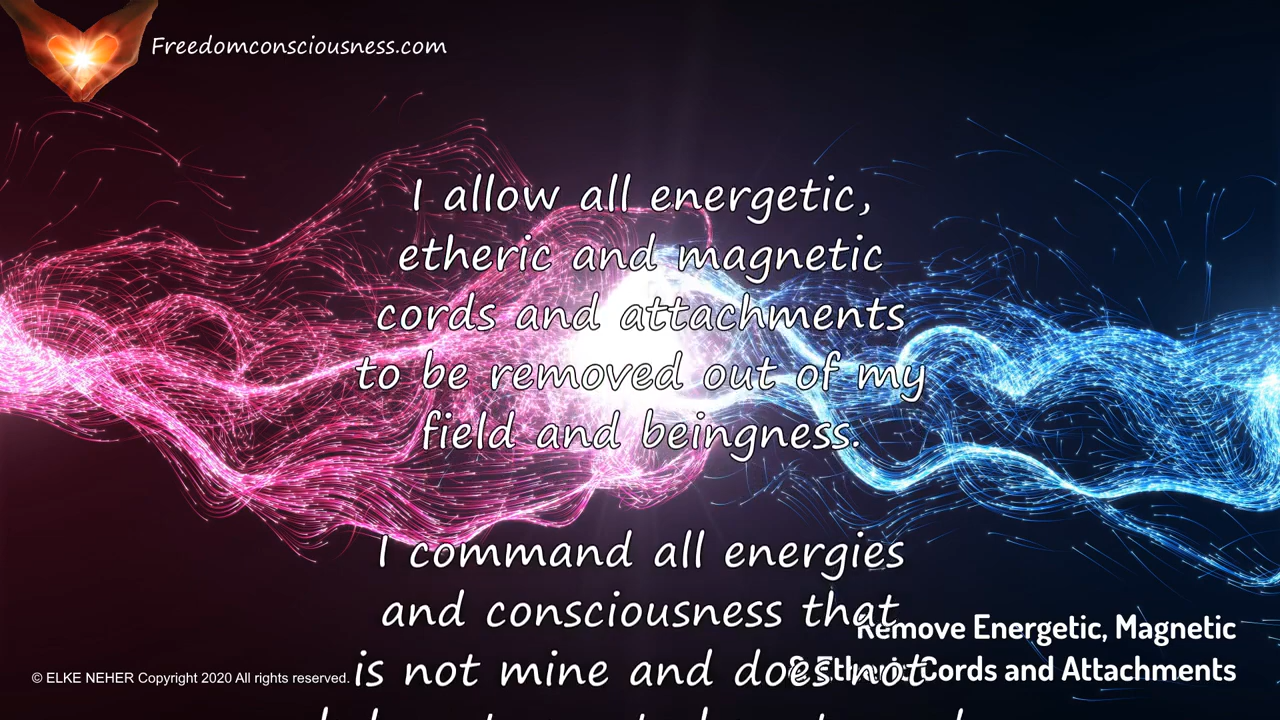 Freedomconsciousness.com
I allow all energetic,
etheric and magnetic
cords and attachments
to be removed out of my
field and beingness.
I command all energies
and consciousness that
is not mine and does not
Remove Energetic, Magnetic
& Etheric Cords and Attachments
© ELKE NEHER Copyright 2020 All rights reserved.